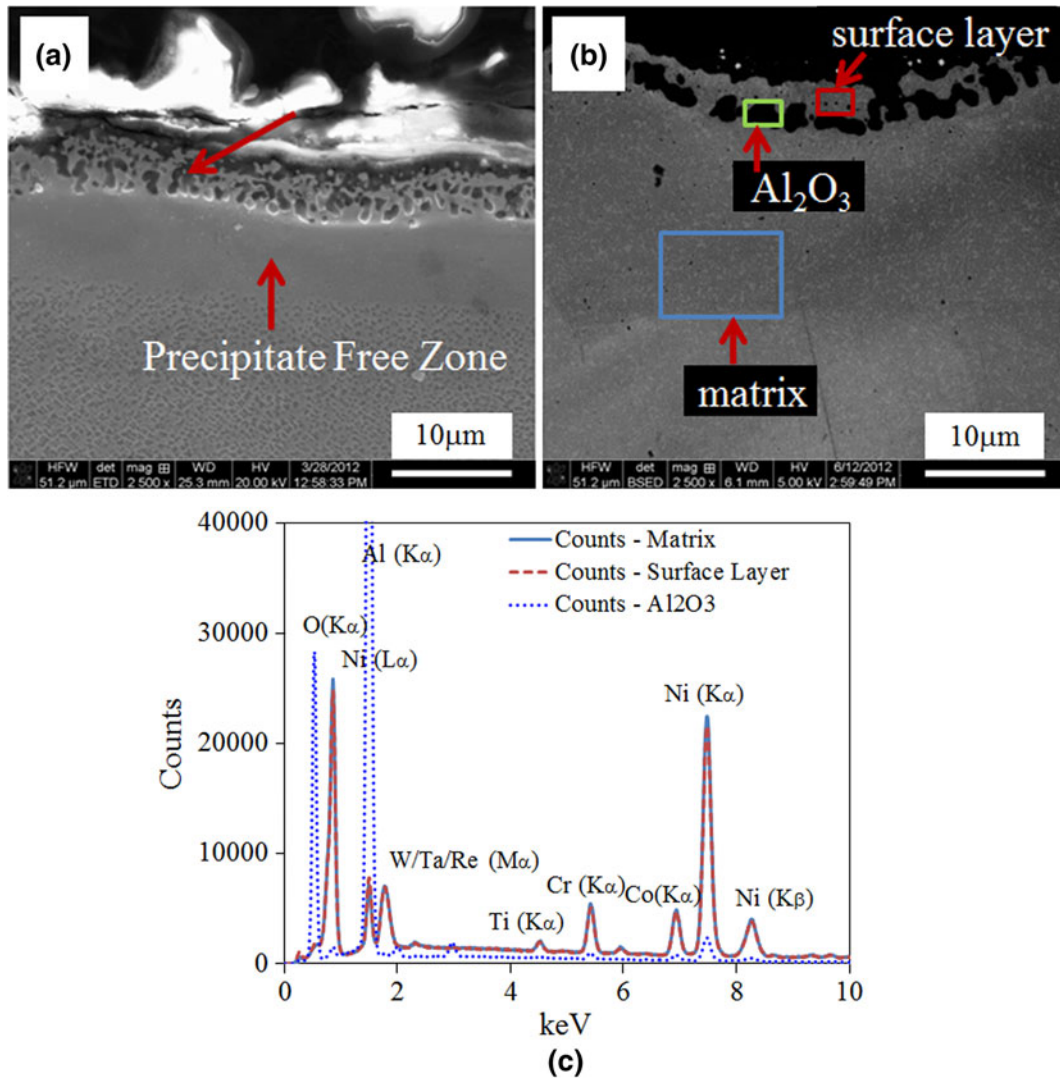 (a)
Precipitate Free Zone
10μm
HFW det mag WD HV 3/28/2012
51.2 μm ETD 2 500 x 25.3 mm 20.00 kV 12:58:33 PM
(b)
surface layer
Al₂O₃
matrix
10μm
HFW det mag WD HV 6/12/2012
51.2 μm BSED 2 500 x 6.1 mm 5.00 kV 2:59:49 PM
40000
30000
20000
10000
0
Counts
Al (Kα)
Counts - Matrix
Counts - Surface Layer
Counts - Al2O3
O(Kα)
Ni (Lα)
Ni (Kα)
W/Ta/Re (Mα)
Ti (Kα)
Cr (Kα)
Co(Kα)
Ni (Kβ)
0 2 4 6 8 10
keV
(c)